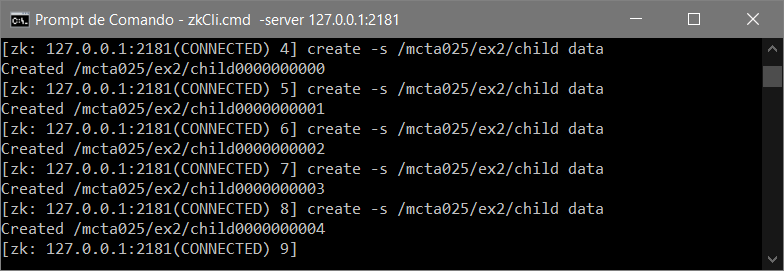 Prompt de Comando - zkCli.cmd  -server 127.0.0.1:2181
[zk: 127.0.0.1:2181(CONNECTED) 4] create -s /mcta025/ex2/child data
Created /mcta025/ex2/child0000000000
[zk: 127.0.0.1:2181(CONNECTED) 5] create -s /mcta025/ex2/child data
Created /mcta025/ex2/child0000000001
[zk: 127.0.0.1:2181(CONNECTED) 6] create -s /mcta025/ex2/child data
Created /mcta025/ex2/child0000000002
[zk: 127.0.0.1:2181(CONNECTED) 7] create -s /mcta025/ex2/child data
Created /mcta025/ex2/child0000000003
[zk: 127.0.0.1:2181(CONNECTED) 8] create -s /mcta025/ex2/child data
Created /mcta025/ex2/child0000000004
[zk: 127.0.0.1:2181(CONNECTED) 9]